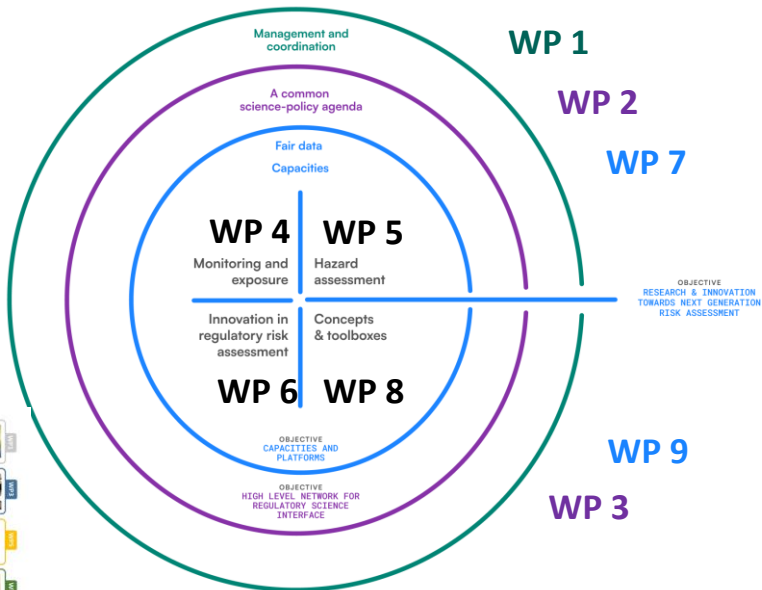 Management and
coordination
WP 1
A common
science-policy agenda
WP 2
Fair data
Capacities
WP 7
WP 4
WP 5
Monitoring and
exposure
Hazard
assessment
OBJECTIVE
RESEARCH & INNOVATION
TOWARDS NEXT GENERATION
RISK ASSESSMENT
Innovation in
regulatory risk
assessment
Concepts
& toolboxes
WP 6
WP 8
OBJECTIVE
CAPACITIES AND
PLATFORMS
WP 9
OBJECTIVE
HIGH LEVEL NETWORK FOR
REGULATORY SCIENCE
INTERFACE
WP 3